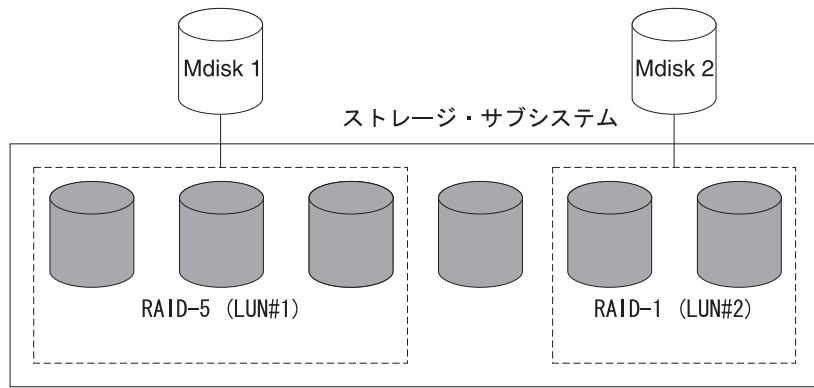 Mdisk 1
Mdisk 2
ストレージ・サブシステム
RAID-5 (LUN#1)
RAID-1 (LUN#2)